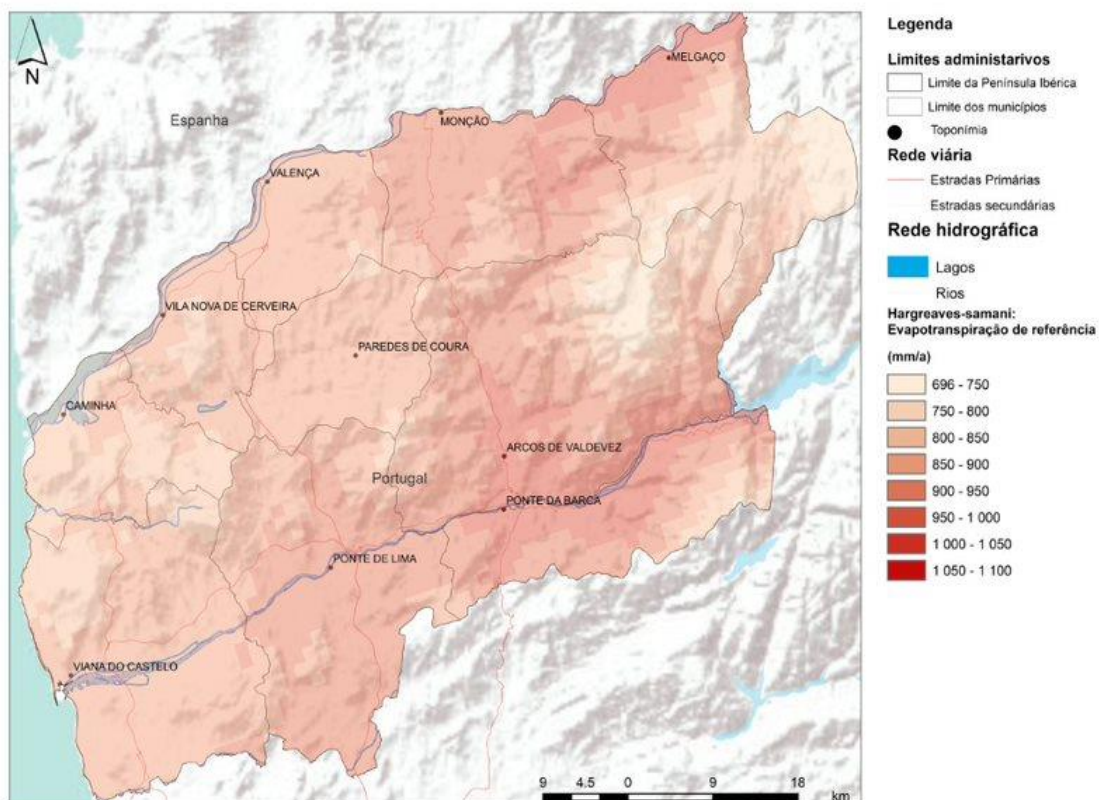 N
Espanha
MELGAÇO
MONÇÃO
VALENÇA
VILA NOVA DE CERVEIRA
PAREDES DE COURA
CAMINHA
ARCOS DE VALDEVEZ
Portugal
PONTE DA BARCA
PONTE DE LIMA
VIANA DO CASTELO
9 4.5 0 9 18
km
Legenda
Limites administarivos
Limite da Península Ibérica
Limite dos municípios
Toponímia
Rede viária
Estradas Primárias
Estradas secundárias
Rede hidrográfica
Lagos
Rios
Hargreaves-samani:
Evapotranspiração de referência
(mm/a)
696 - 750
750 - 800
800 - 850
850 - 900
900 - 950
950 - 1 000
1 000 - 1 050
1 050 - 1 100